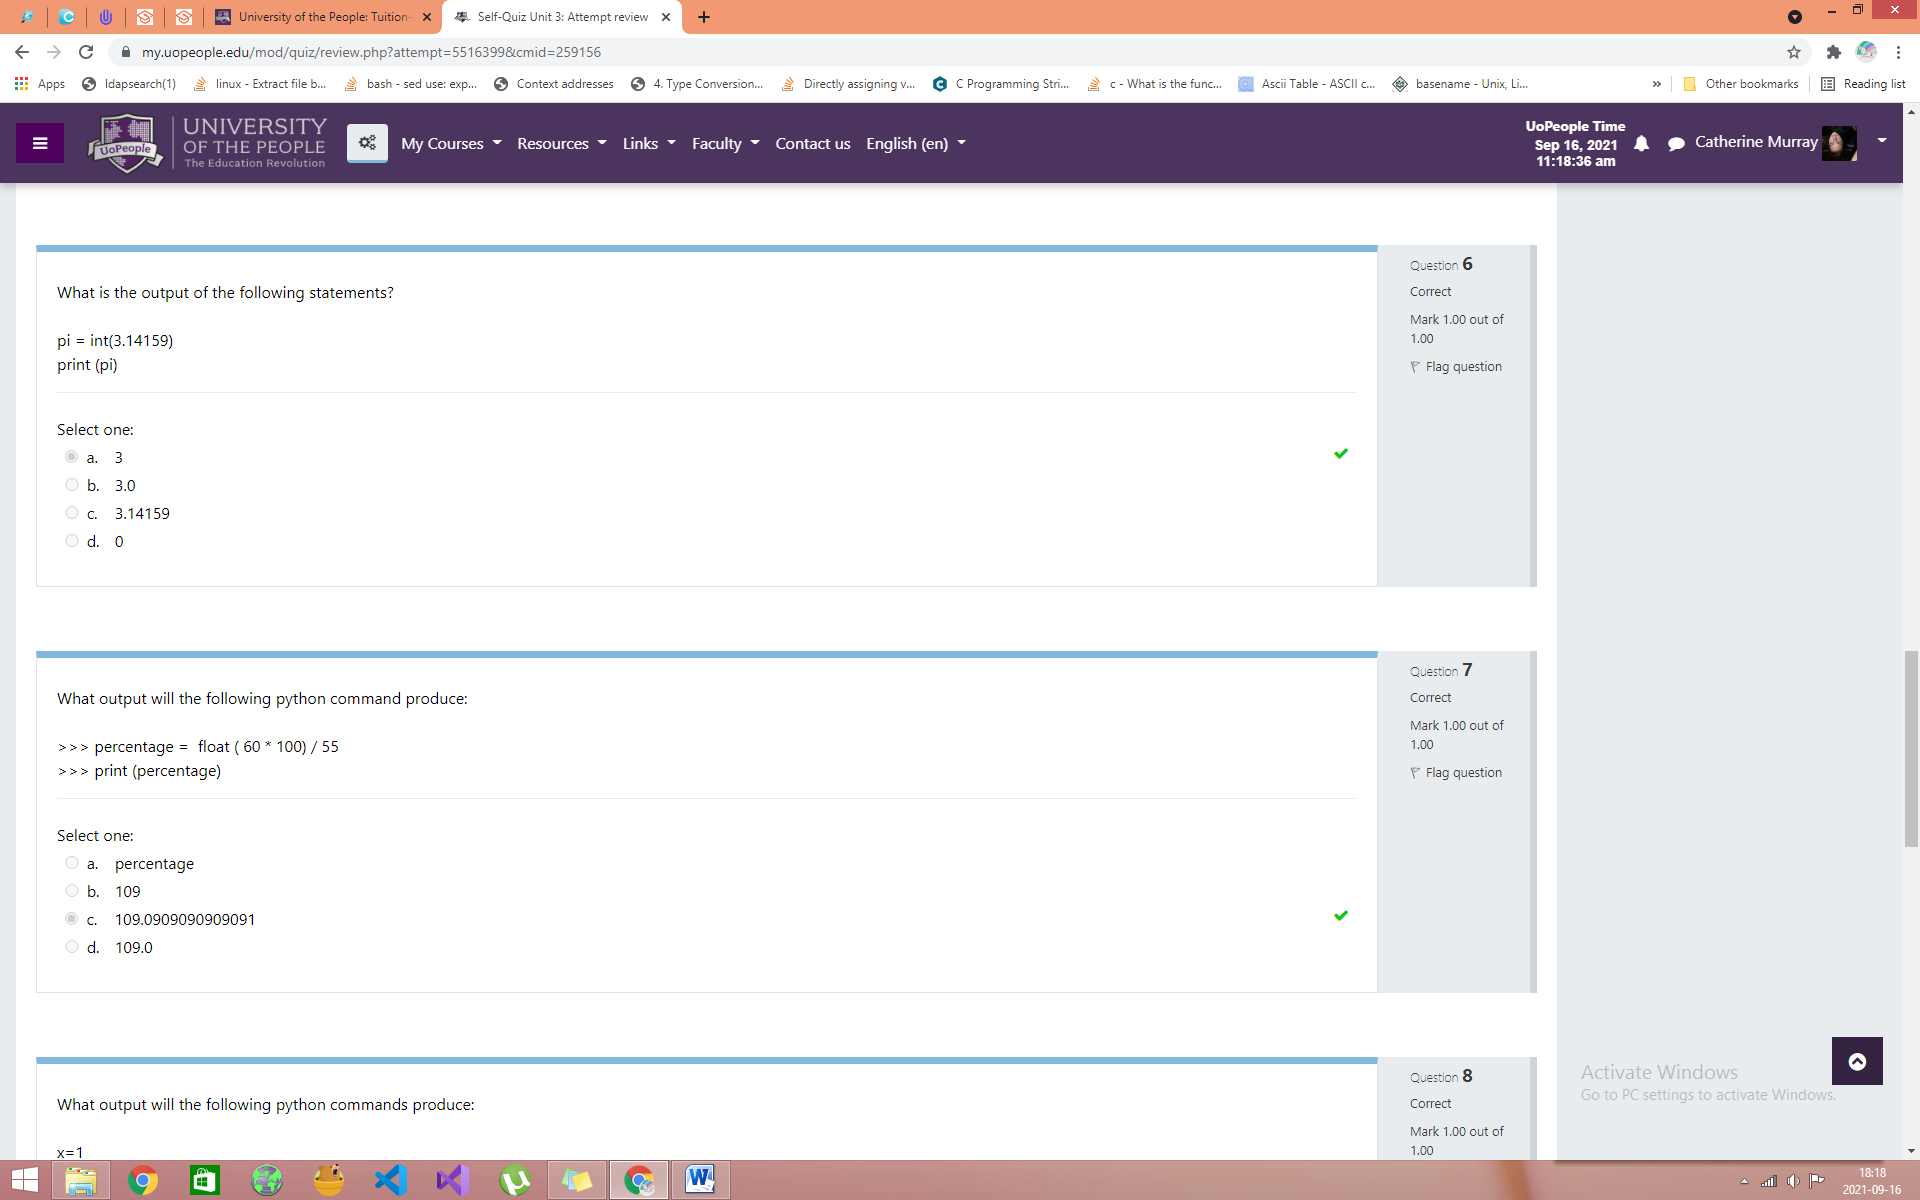 University of the People: Tuition-
Self-Quiz Unit 3: Attempt review
my.uopeople.edu/mod/quiz/review.php?attempt=5516399&cmid=259156
Apps
ldapsearch(1)
linux - Extract file b...
bash - sed use: exp...
Context addresses
4. Type Conversion...
Directly assigning v...
C Programming Stri...
c - What is the func...
Ascii Table - ASCII c...
basename - Unix, Li...
»
Other bookmarks
Reading list
UoPeople
UNIVERSITY
OF THE PEOPLE
The Education Revolution
My Courses
Resources
Links
Faculty
Contact us
English (en)
UoPeople Time
Sep 16, 2021
11:18:36 am
Catherine Murray
What is the output of the following statements?
pi = int(3.14159)
print (pi)
Select one:
a. 3
b. 3.0
c. 3.14159
d. 0
Question 6
Correct
Mark 1.00 out of
1.00
Flag question
What output will the following python command produce:
>>> percentage = float ( 60 * 100) / 55
>>> print (percentage)
Select one:
a. percentage
b. 109
c. 109.0909090909091
d. 109.0
Question 7
Correct
Mark 1.00 out of
1.00
Flag question
What output will the following python commands produce:
x=1
Question 8
Correct
Mark 1.00 out of
1.00
Activate Windows
Go to PC settings to activate Windows.
18:18
2021-09-16